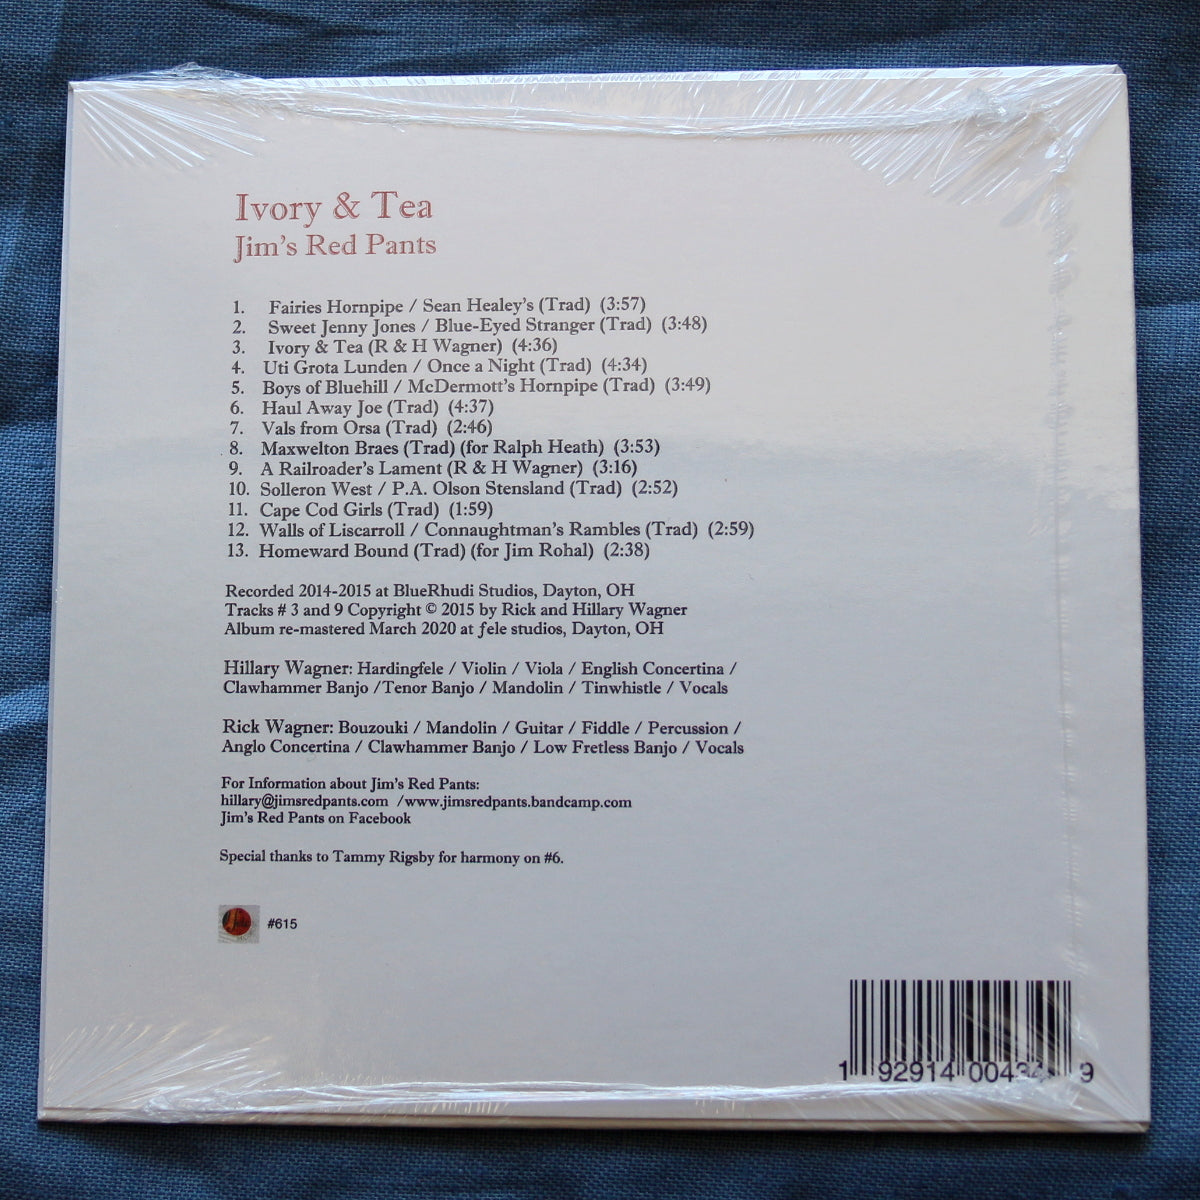 Ivory & Tea
Jim's Red Pants
1. Fairies Hornpipe / Sean Healey's (Trad) (3:57)
2. Sweet Jenny Jones / Blue-Eyed Stranger (Trad) (3:48)
3. Ivory & Tea (R & H Wagner) (4:36)
4. Uti Grota Lunden / Once a Night (Trad) (4:34)
5. Boys of Bluehill / McDermott's Hornpipe (Trad) (3:49)
6. Haul Away Joe (Trad) (4:37)
7. Vals from Orsa (Trad) (2:46)
8. Maxwelton Braes (Trad) (for Ralph Heath) (3:53)
9. A Railroader's Lament (R & H Wagner) (3:16)
10. Solleron West / P.A. Olson Stensland (Trad) (2:52)
11. Cape Cod Girls (Trad) (1:59)
12. Walls of Liscarroll / Connaughtman's Rambles (Trad) (2:59)
13. Homeward Bound (Trad) (for Jim Rohal) (2:38)
Recorded 2014-2015 at BlueRhudi Studios, Dayton, OH
Tracks # 3 and 9 Copyright © 2015 by Rick and Hillary Wagner
Album re-mastered March 2020 at fele studios, Dayton, OH
Hillary Wagner: Hardingfele / Violin / Viola / English Concertina /
Clawhammer Banjo /Tenor Banjo / Mandolin / Tinwhistle / Vocals
Rick Wagner: Bouzouki / Mandolin / Guitar / Fiddle / Percussion /
Anglo Concertina / Clawhammer Banjo / Low Fretless Banjo / Vocals
For Information about Jim's Red Pants:
hillary@jimsredpants.com /www.jimsredpants.bandcamp.com
Jim's Red Pants on Facebook
Special thanks to Tammy Rigsby for harmony on #6.
#615
1 92914 00434 9